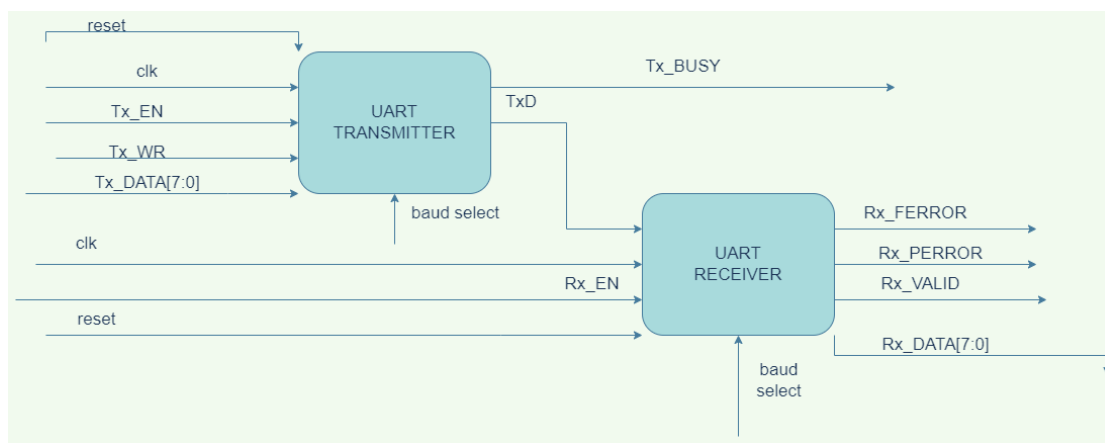 reset
clk
Tx_BUSY
TxD
Tx_EN
UART
TRANSMITTER
Tx_WR
Tx_DATA[7:0]
baud select
Rx_FERROR
clk
UART
RECEIVER
Rx_PERROR
Rx_EN
Rx_VALID
reset
Rx_DATA[7:0]
baud
select